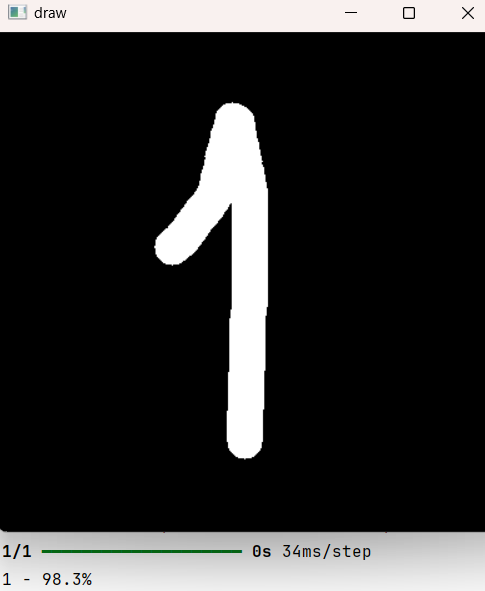 draw
1
1/1 0s 34ms/step
1 - 98.3%